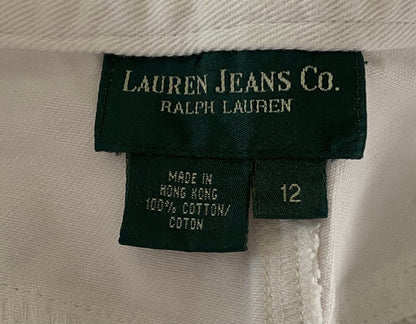 LAUREN JEANS CO.
RALPH LAUREN
MADE IN
HONG KONG
100% COTTON/
COTON
12